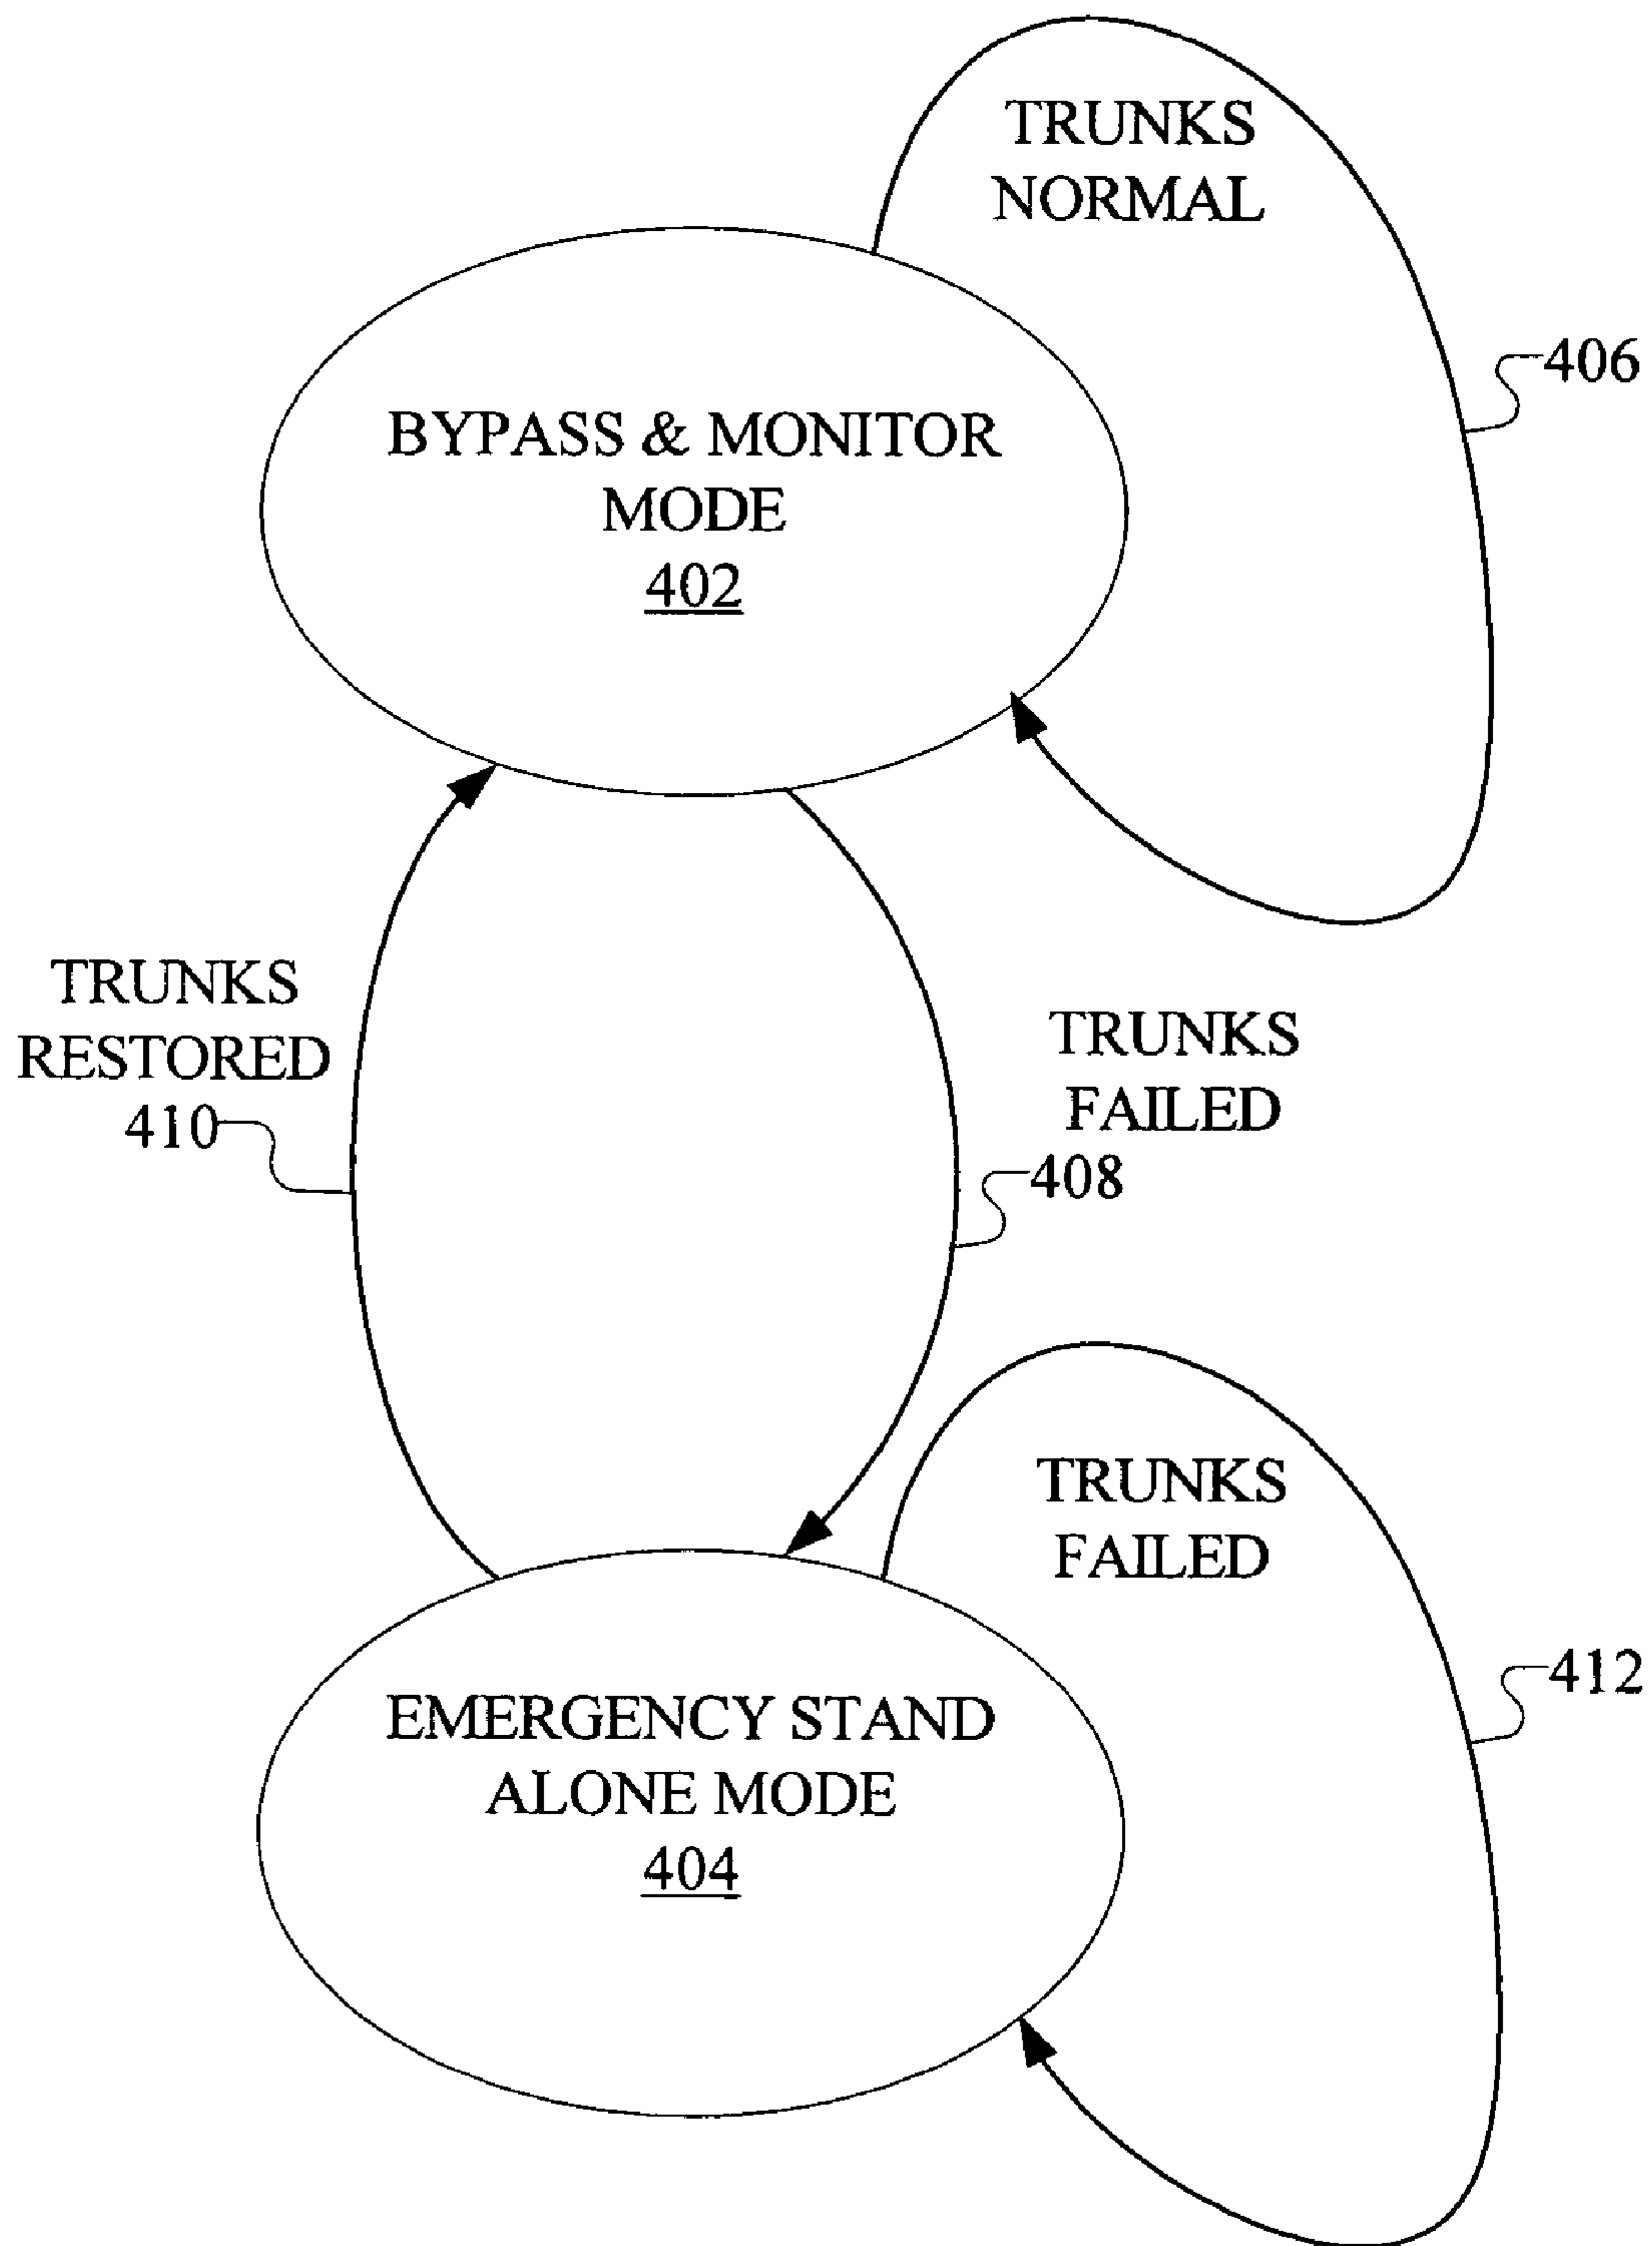 TRUNKS
NORMAL
406
BYPASS & MONITOR
MODE
402
TRUNKS
RESTORED
410
TRUNKS
FAILED
408
TRUNKS
FAILED
412
EMERGENCY STAND
ALONE MODE
404